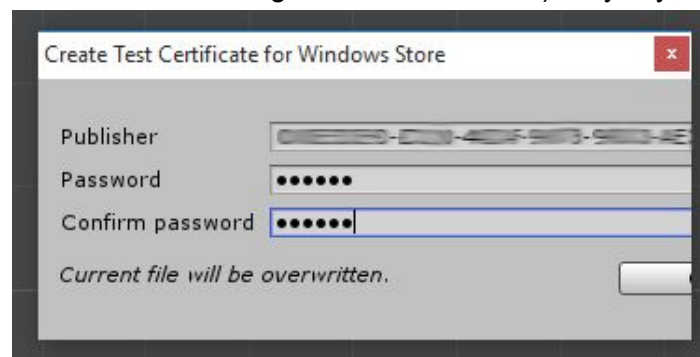 Create Test Certificate for Windows Store
x
Publisher
Password ●●●●●●
Confirm password ●●●●●●
Current file will be overwritten.